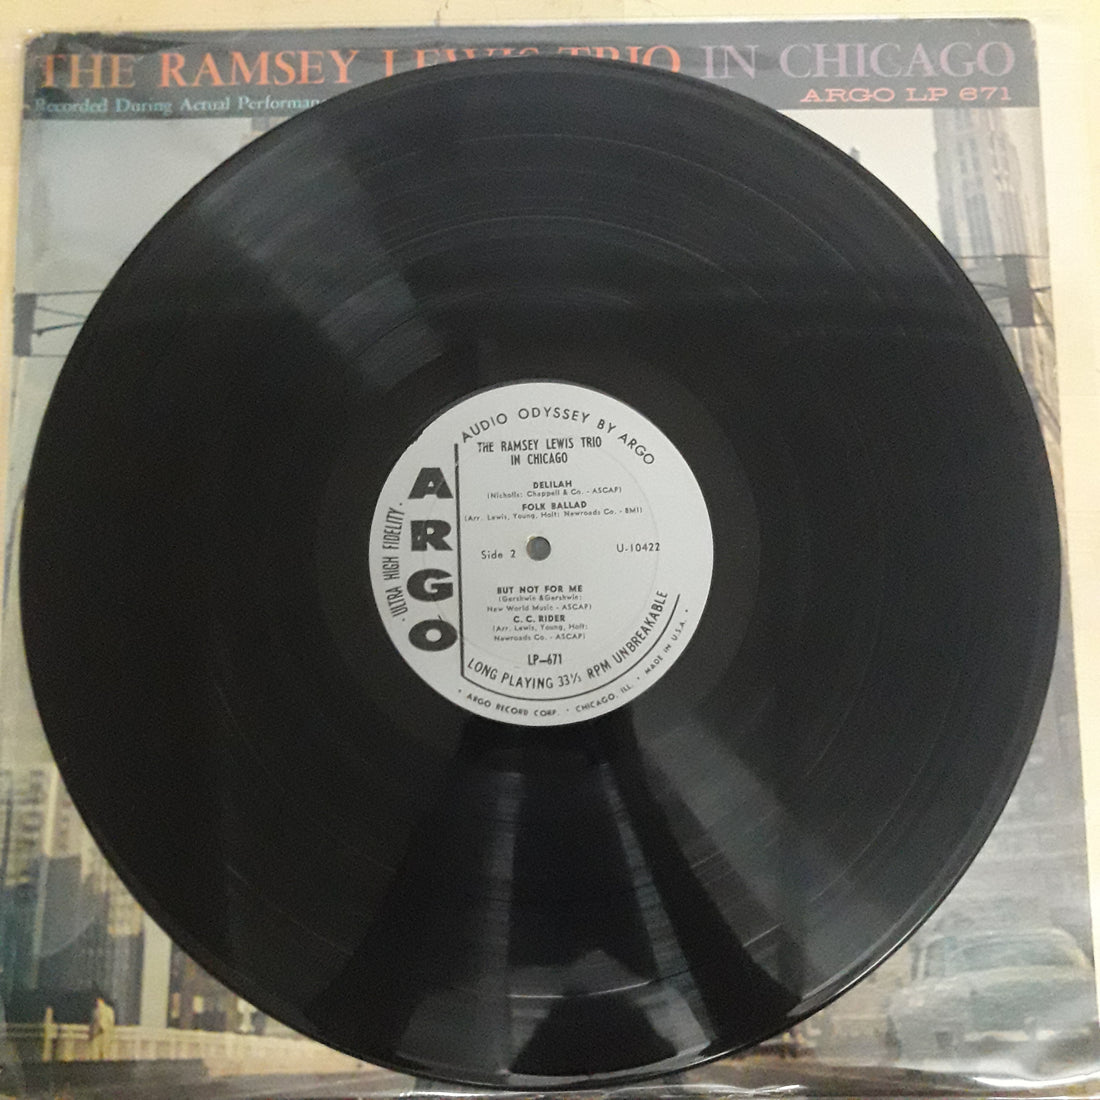 THE RAMSEY LEWIS TRIO IN CHICAGO
Recorded During Actual Performan
ARGO LP 671
AUDIO ODYSSEY BY ARGO
THE RAMSEY LEWIS TRIO
IN CHICAGO
DELILAH
(Nicholls: Chappell & Co. - ASCAP)
FOLK BALLAD
(Arr. Lewis, Young, Holt: Newroads Co. - BMI)
Side 2
U-10422
BUT NOT FOR ME
(Gershwin & Gershwin:
New World Music - ASCAP)
C. C. RIDER
(Arr. Lewis, Young, Holt:
Newroads Co. - ASCAP)
LP-671
LONG PLAYING 33⅓ RPM UNBREAKABLE
· ARGO RECORD CORP. · CHICAGO, ILL. · MADE IN U.S.A. ·
ARGO
· ULTRA HIGH FIDELITY ·